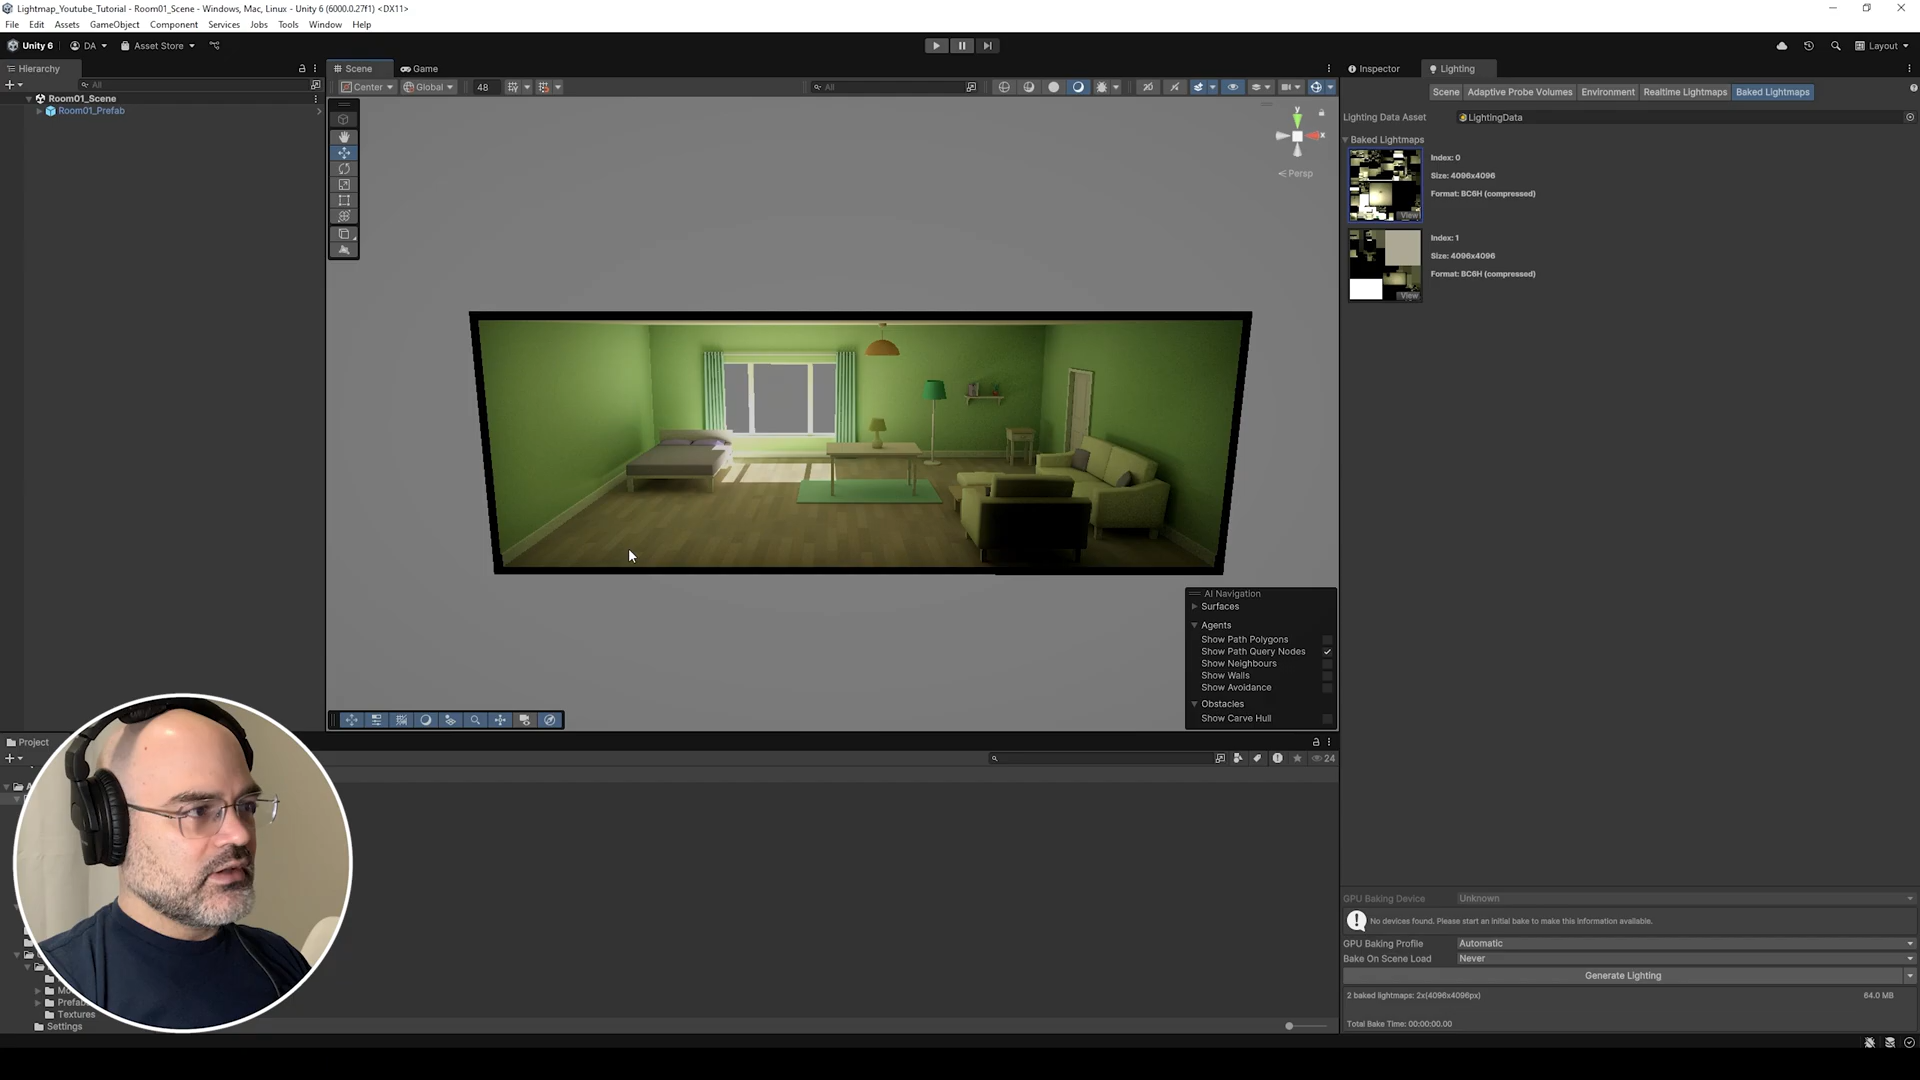 Lightmap_Youtube_Tutorial - Room01_Scene - Windows, Mac, Linux - Unity 6 (6000.0.27f1) <DX11>
File Edit Assets GameObject Component Services Jobs Tools Window Help
Unity 6 DA Asset Store Layout
Hierarchy
All
Room01_Scene
Room01_Prefab
Scene Game
Center Global 48 All
y
x
Persp
AI Navigation
Surfaces
Agents
Show Path Polygons
Show Path Query Nodes
Show Neighbours
Show Walls
Show Avoidance
Obstacles
Show Carve Hull
Inspector Lighting
Scene Adaptive Probe Volumes Environment Realtime Lightmaps Baked Lightmaps
Lighting Data Asset LightingData
Baked Lightmaps
Index: 0
Size: 4096x4096
Format: BC6H (compressed)
View
Index: 1
Size: 4096x4096
Format: BC6H (compressed)
View
GPU Baking Device Unknown
No devices found. Please start an initial bake to make this information available.
GPU Baking Profile Automatic
Bake On Scene Load Never
Generate Lighting
2 baked lightmaps: 2x(4096x4096px) 64.0 MB
Total Bake Time: 00:00:00.00
Project
24
Textures
Settings